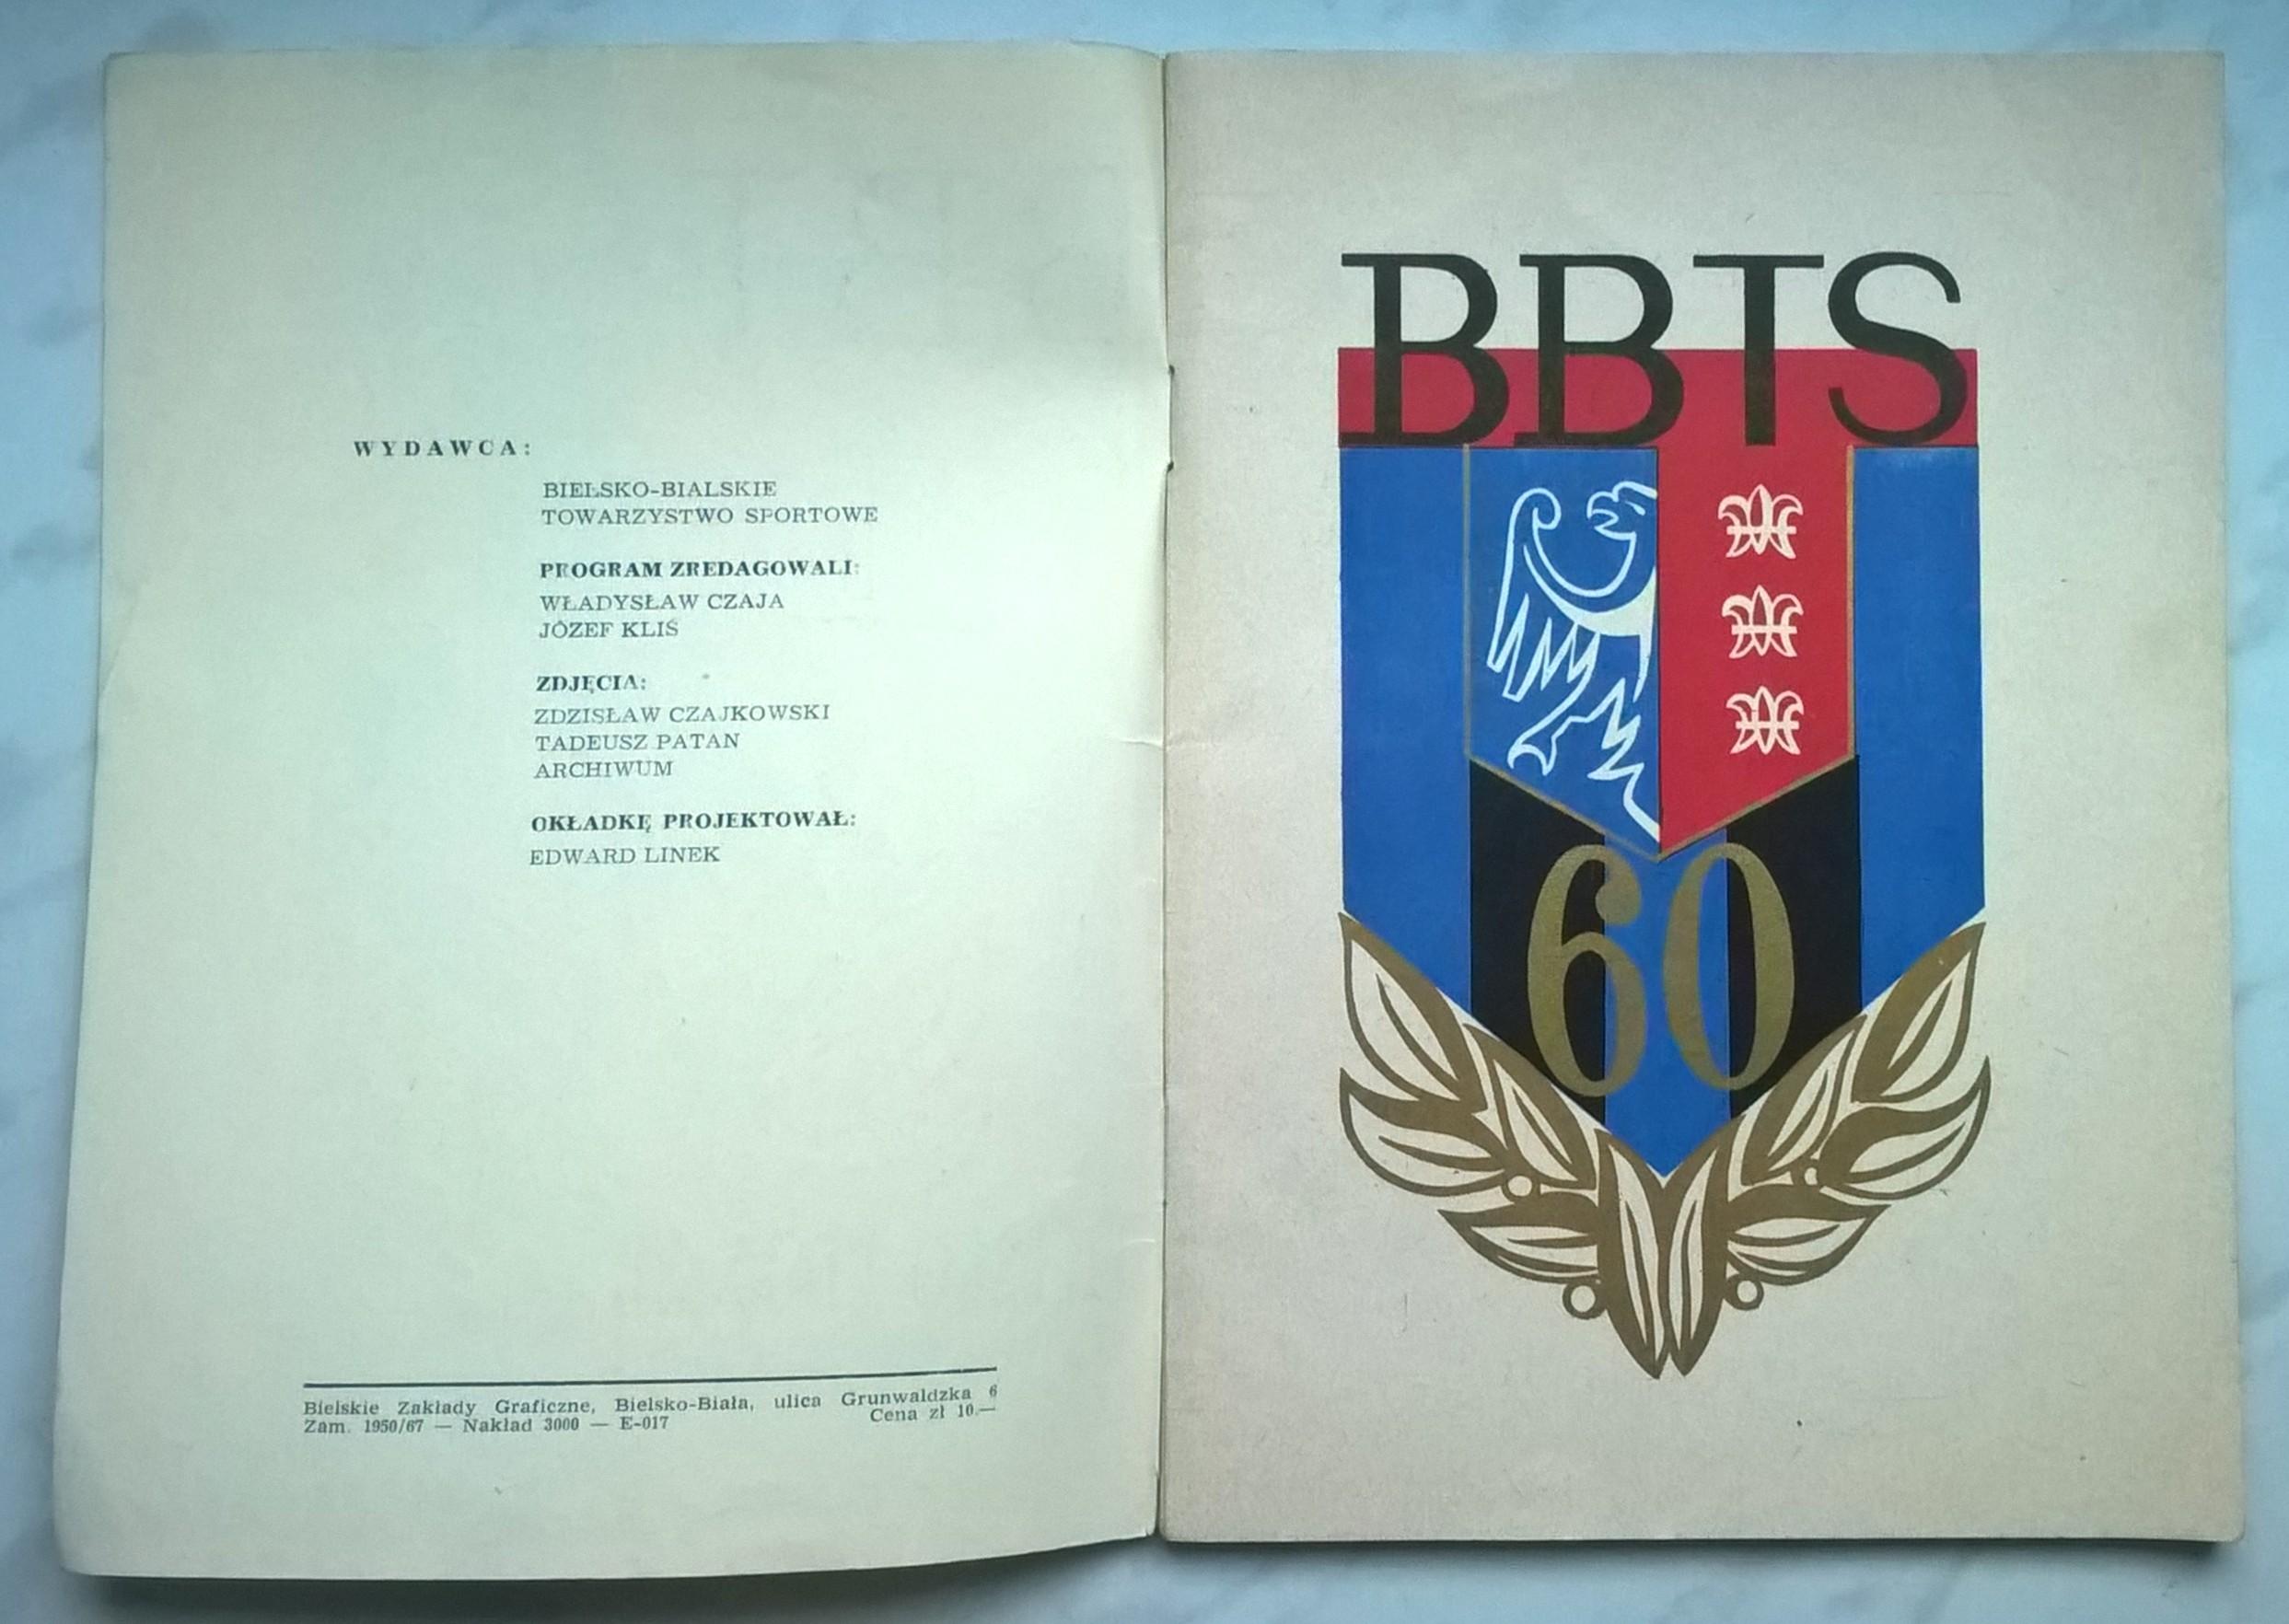 WYDAWCA:
BIELSKO-BIALSKIE
TOWARZYSTWO SPORTOWE
PROGRAM ZREDAGOWALI:
WŁADYSŁAW CZAJA
JÓZEF KLIŚ
ZDJĘCIA:
ZDZISŁAW CZAJKOWSKI
TADEUSZ PATAN
ARCHIWUM
OKŁADKĘ PROJEKTOWAŁ:
EDWARD LINEK
Bielskie Zakłady Graficzne, Bielsko-Biała, ulica Grunwaldzka 6
Zam. 1950/67 — Nakład 3000 — E-017 Cena zł 10.—
BBTS
60